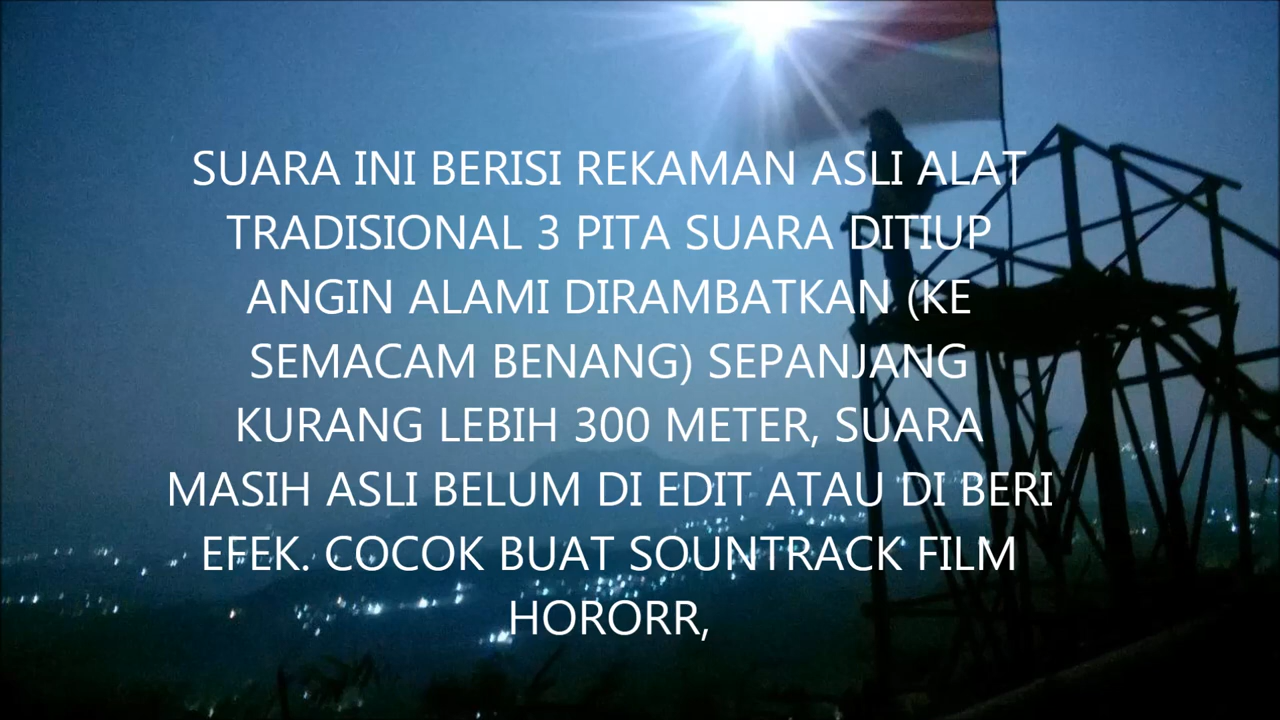 SUARA INI BERISI REKAMAN ASLI ALAT
TRADISIONAL 3 PITA SUARA DITIUP
ANGIN ALAMI DIRAMBATKAN (KE
SEMACAM BENANG) SEPANJANG
KURANG LEBIH 300 METER, SUARA
MASIH ASLI BELUM DI EDIT ATAU DI BERI
EFEK. COCOK BUAT SOUNTRACK FILM
HORORR,